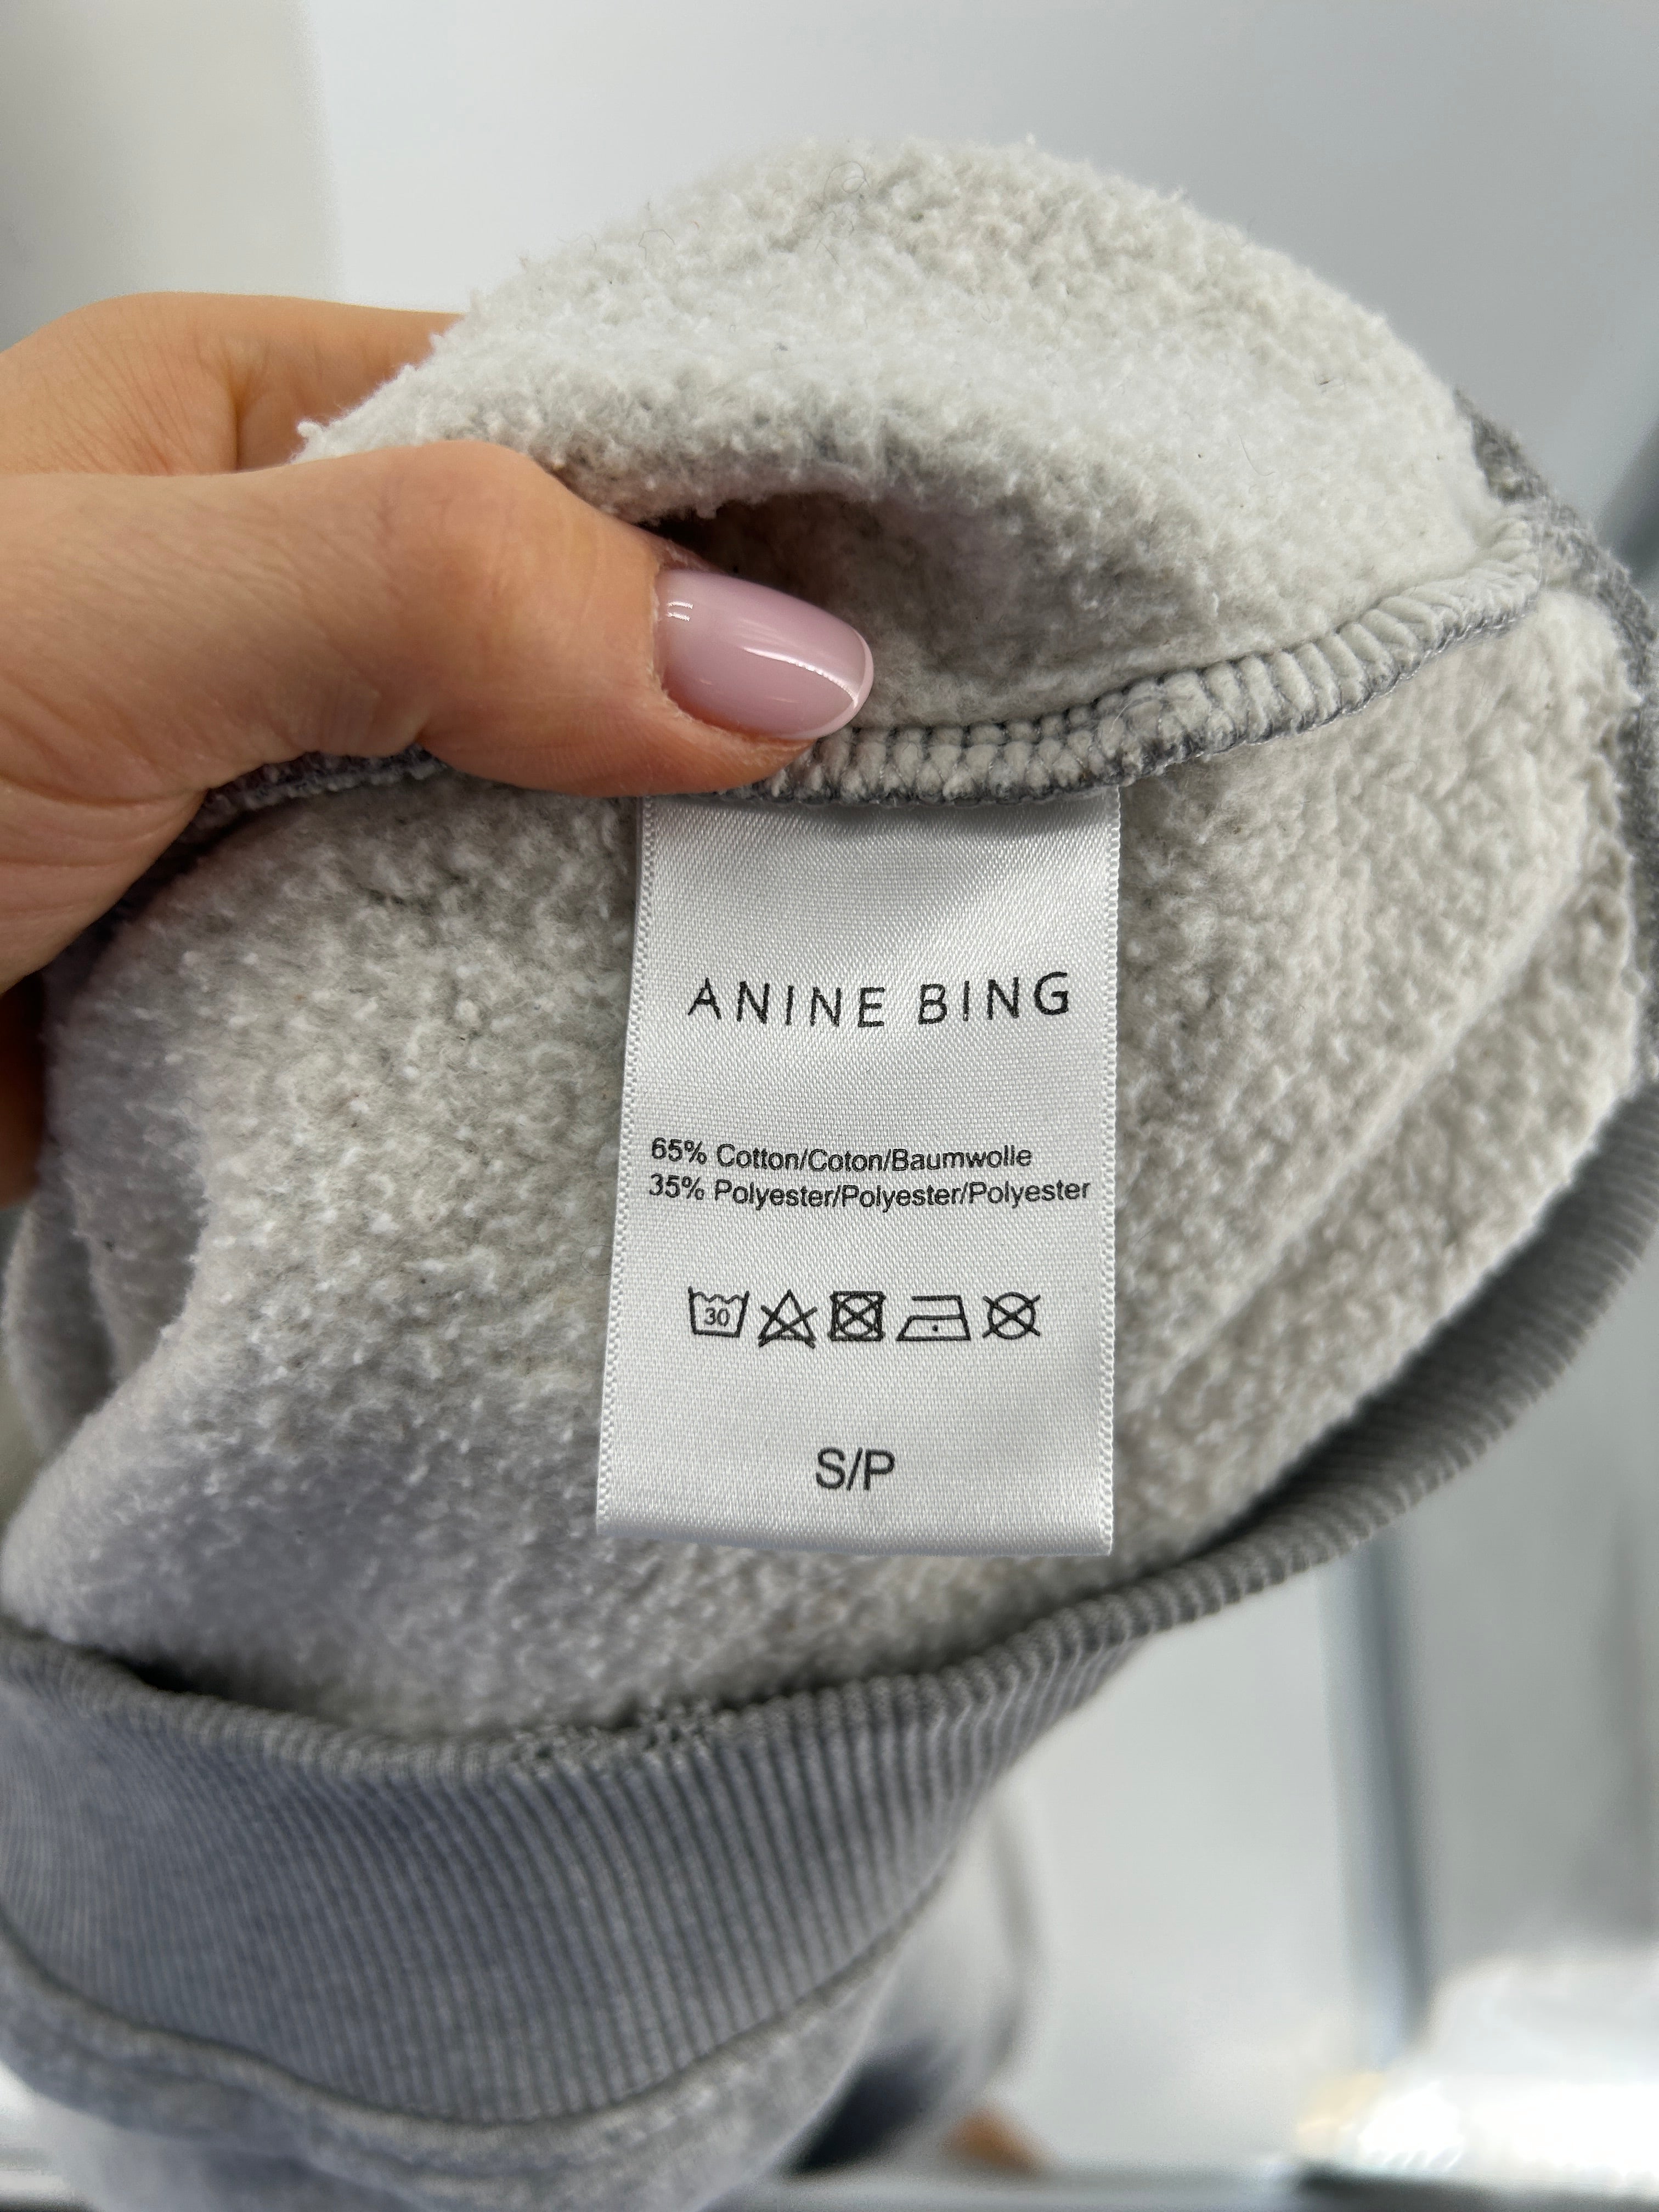 ANINE BING
65% Cotton/Coton/Baumwolle
35% Polyester/Polyester/Polyester
30
S/P